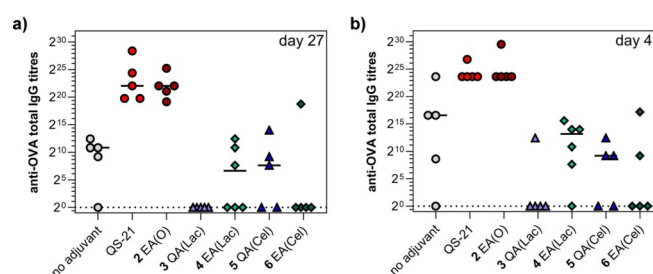 a)
day 27
anti-OVA total IgG titres
2^30
2^25
2^20
2^15
2^10
2^5
2^0
no adjuvant
QS-21
2 EA(O)
3 QA(Lac)
4 EA(Lac)
5 QA(Cel)
6 EA(Cel)
b)
day 4
anti-OVA total IgG titres
2^30
2^25
2^20
2^15
2^10
2^5
2^0
no adjuvant
QS-21
2 EA(O)
3 QA(Lac)
4 EA(Lac)
5 QA(Cel)
6 EA(Cel)